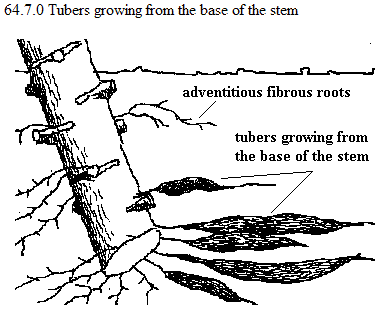 64.7.0 Tubers growing from the base of the stem
adventitious fibrous roots
tubers growing from
the base of the stem